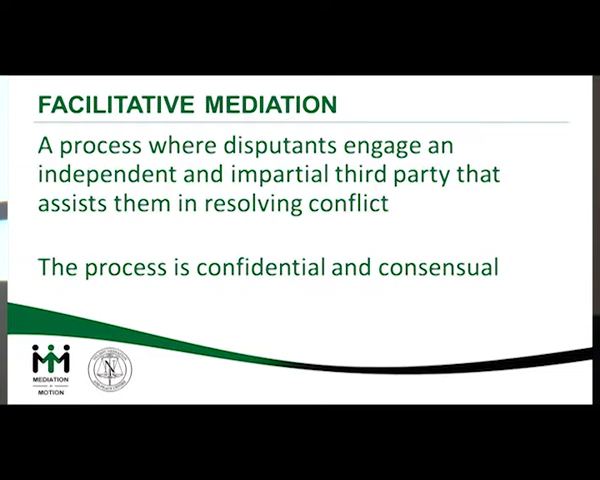 FACILITATIVE MEDIATION
A process where disputants engage an
independent and impartial third party that
assists them in resolving conflict
The process is confidential and consensual
MEDIATION
MOTION
N